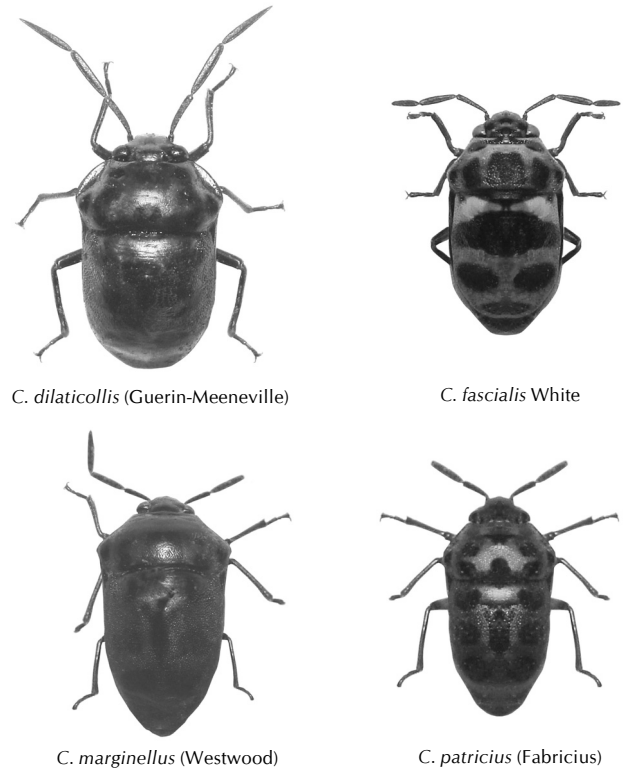 C. dilaticollis (Guerin-Meeneville)
C. fascialis White
C. marginellus (Westwood)
C. patricius (Fabricius)